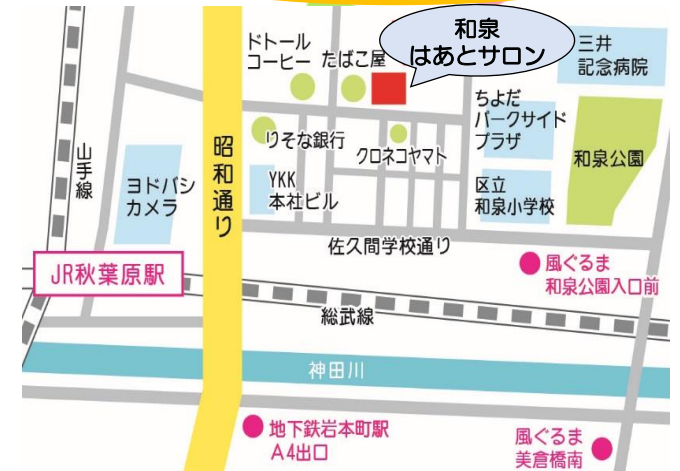 和泉
はあとサロン
ドトール
コーヒー
たばこ屋
三井
記念病院
ちよだ
パークサイド
プラザ
和泉公園
りそな銀行
クロネコヤマト
昭和通り
山手線
ヨドバシ
カメラ
YKK
本社ビル
区立
和泉小学校
佐久間学校通り
風ぐるま
和泉公園入口前
JR秋葉原駅
総武線
神田川
地下鉄岩本町駅
A4出口
風ぐるま
美倉橋南